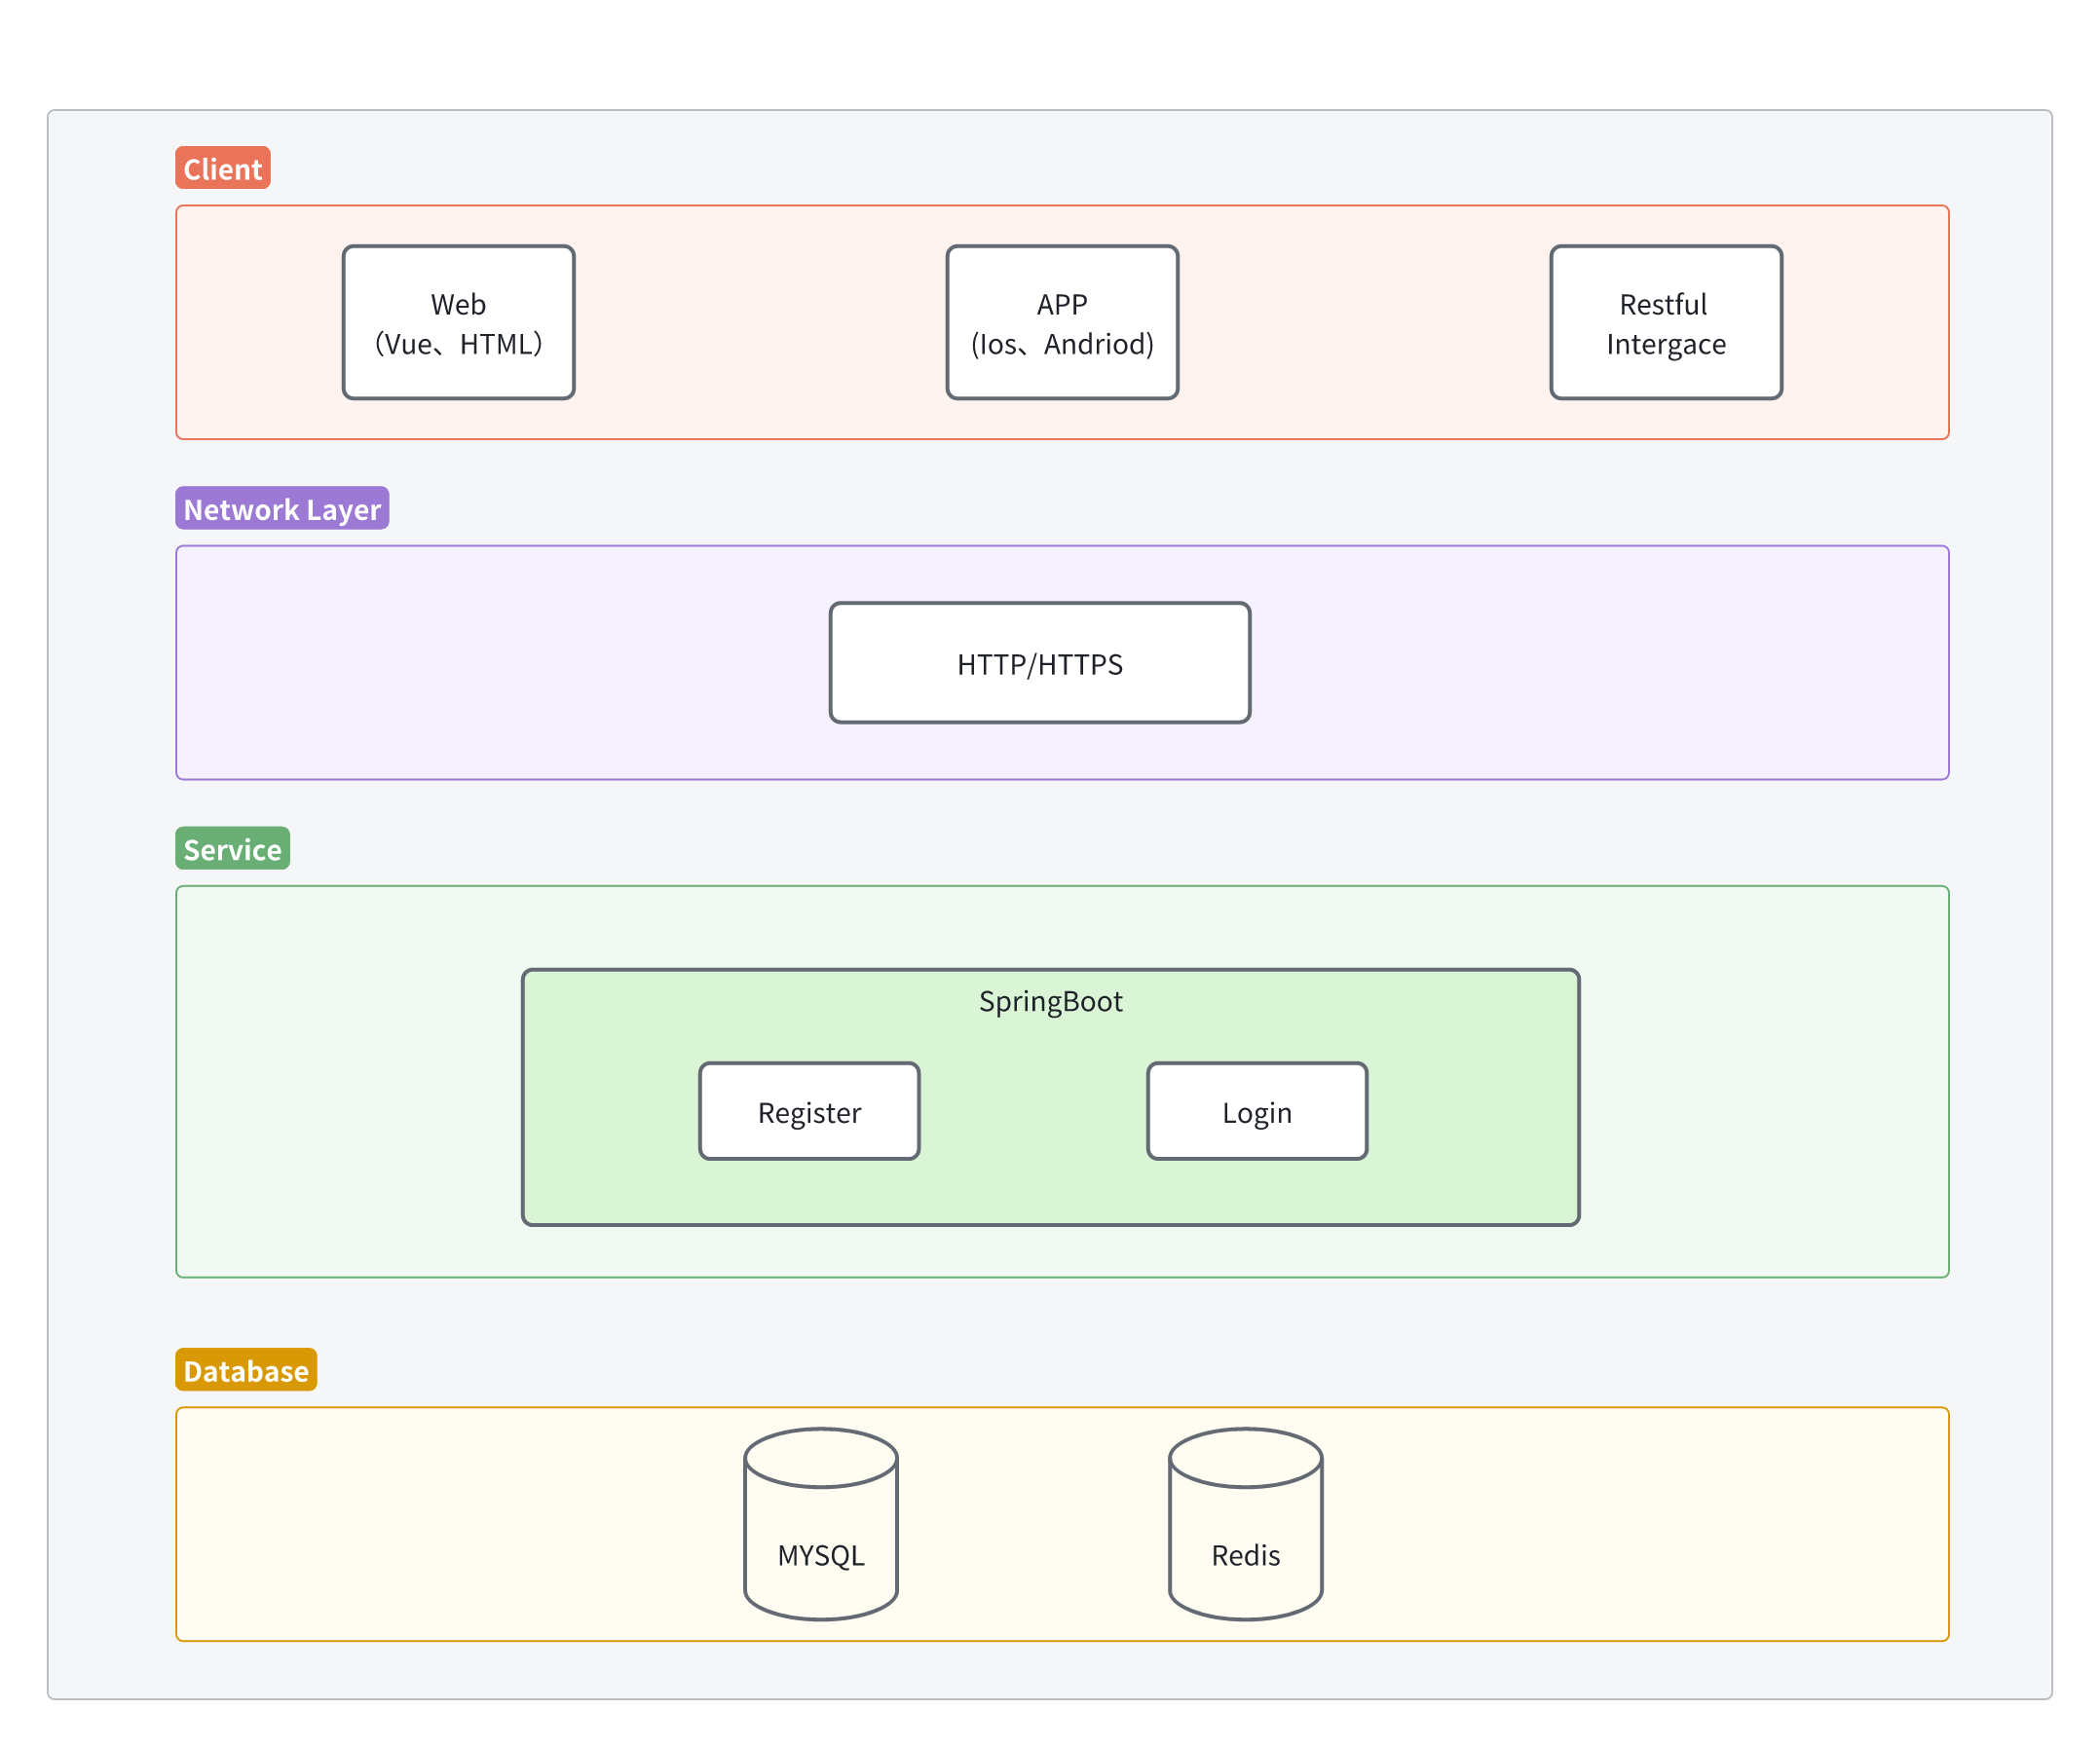 Client
Web
（Vue、HTML）
APP
(Ios、Andriod)
Restful
Intergace
Network Layer
HTTP/HTTPS
Service
SpringBoot
Register
Login
Database
MYSQL
Redis